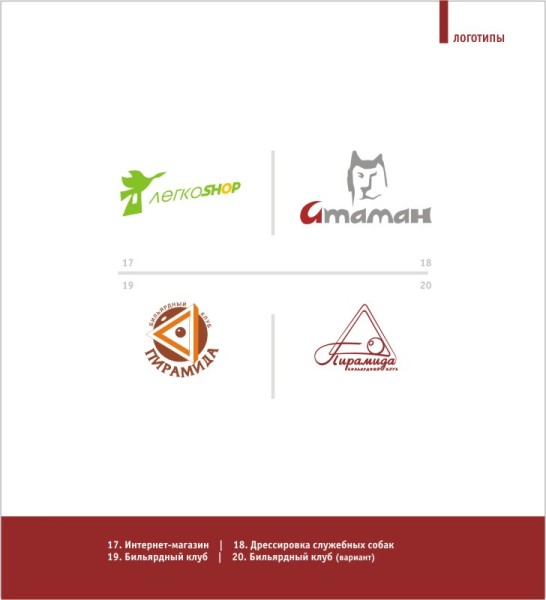 ЛОГОТИПЫ
легкоSHOP
атаман
17
18
19
20
БИЛЬЯРДНЫЙ КЛУБ
ПИРАМИДА
Пирамида
БИЛЬЯРДНЫЙ КЛУБ
17. Интернет-магазин | 18. Дрессировка служебных собак
19. Бильярдный клуб | 20. Бильярдный клуб (вариант)